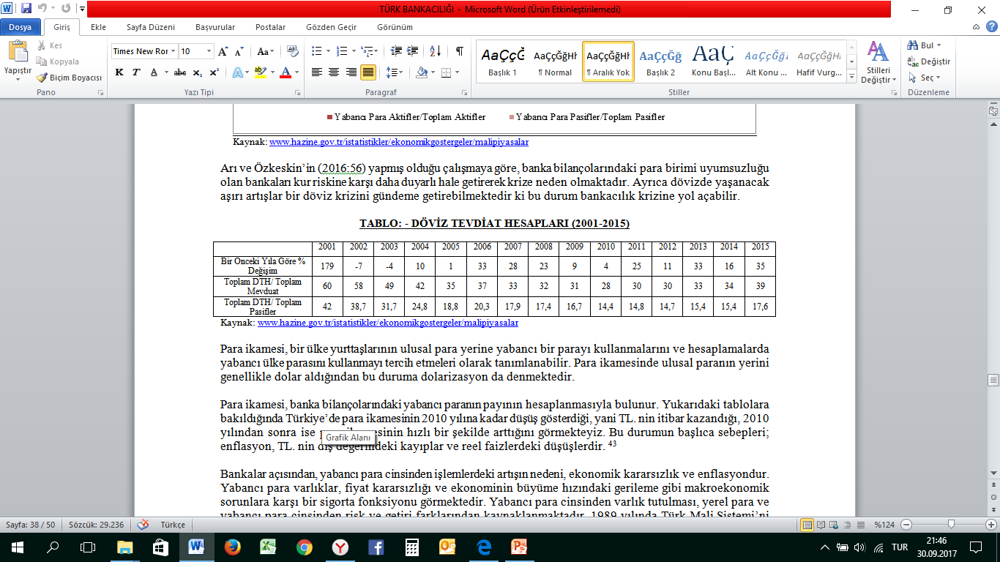 TÜRK BANKACILIĞI - Microsoft Word (Ürün Etkinleştirilemedi)
Dosya Giriş Ekle Sayfa Düzeni Başvurular Postalar Gözden Geçir Görünüm
Yapıştır
Kes
Kopyala
Biçim Boyacısı
Pano
Times New Ror 10
K T A abc x₂ x²
Yazı Tipi
Paragraf
AaÇçĞ AaÇçĞğHl AaÇçĞğHl AaÇçĞğ AaÇ AaÇçĞğ AaÇçĞğH
Başlık 1 ¶ Normal ¶ Aralık Yok Başlık 2 Konu Başl... Alt Konu ... Hafif Vurg...
Stiller
Stilleri Değiştir
Bul
Değiştir
Seç
Düzenleme
Yabancı Para Aktifler/Toplam Aktifler Yabancı Para Pasifler/Toplam Pasifler
Kaynak: www.hazine.gov.tr/istatistikler/ekonomikgostergeler/malipiyasalar
Arı ve Özkeskin’in (2016:56) yapmış olduğu çalışmaya göre, banka bilançolarındaki para birimi uyumsuzluğu
olan bankaları kur riskine karşı daha duyarlı hale getirerek krize neden olmaktadır. Ayrıca dövizde yaşanacak
aşırı artışlar bir döviz krizini gündeme getirebilmektedir ki bu durum bankacılık krizine yol açabilir.
TABLO: - DÖVİZ TEVDİAT HESAPLARI (2001-2015)
2001 2002 2003 2004 2005 2006 2007 2008 2009 2010 2011 2012 2013 2014 2015
Bir Önceki Yıla Göre %
Değişim
179 -7 -4 10 1 33 28 23 9 4 25 11 33 16 35
Toplam DTH/ Toplam
Mevduat
60 58 49 42 35 37 33 32 31 28 30 30 33 34 39
Toplam DTH/ Toplam
Pasifler
42 38,7 31,7 24,8 18,8 20,3 17,9 17,4 16,7 14,4 14,8 14,7 15,4 15,4 17,6
Kaynak: www.hazine.gov.tr/istatistikler/ekonomikgostergeler/malipiyasalar
Para ikamesi, bir ülke yurttaşlarının ulusal para yerine yabancı bir parayı kullanmalarını ve hesaplamalarda
yabancı ülke parasını kullanmayı tercih etmeleri olarak tanımlanabilir. Para ikamesinde ulusal paranın yerini
genellikle dolar aldığından bu duruma dolarizasyon da denmektedir.
Para ikamesi, banka bilançolarındaki yabancı paranın payının hesaplanmasıyla bulunur. Yukarıdaki tablolara
bakıldığında Türkiye’de para ikamesinin 2010 yılına kadar düşüş gösterdiği, yani TL. nin itibar kazandığı, 2010
yılından sonra ise hızlı bir şekilde arttığını görmekteyiz. Bu durumun başlıca sebepleri;
Grafik Alanı
enflasyon, TL. nin dış değerindeki kayıplar ve reel faizlerdeki düşüşlerdir. 43
Bankalar açısından, yabancı para cinsinden işlemlerdeki artışın nedeni, ekonomik kararsızlık ve enflasyondur.
Yabancı para varlıklar, fiyat kararsızlığı ve ekonominin büyüme hızındaki gerileme gibi makroekonomik
sorunlara karşı bir sigorta fonksiyonu görmektedir. Yabancı para cinsinden varlık tutulması, yerel para ve
yabancı para cinsinden risk ve getiri farklarından kaynaklanmaktadır. 1989 yılında Türk Mali Sistemi’ni
Sayfa: 38 / 50 Sözcük: 29.236 Türkçe %124
TUR
21:46
30.09.2017